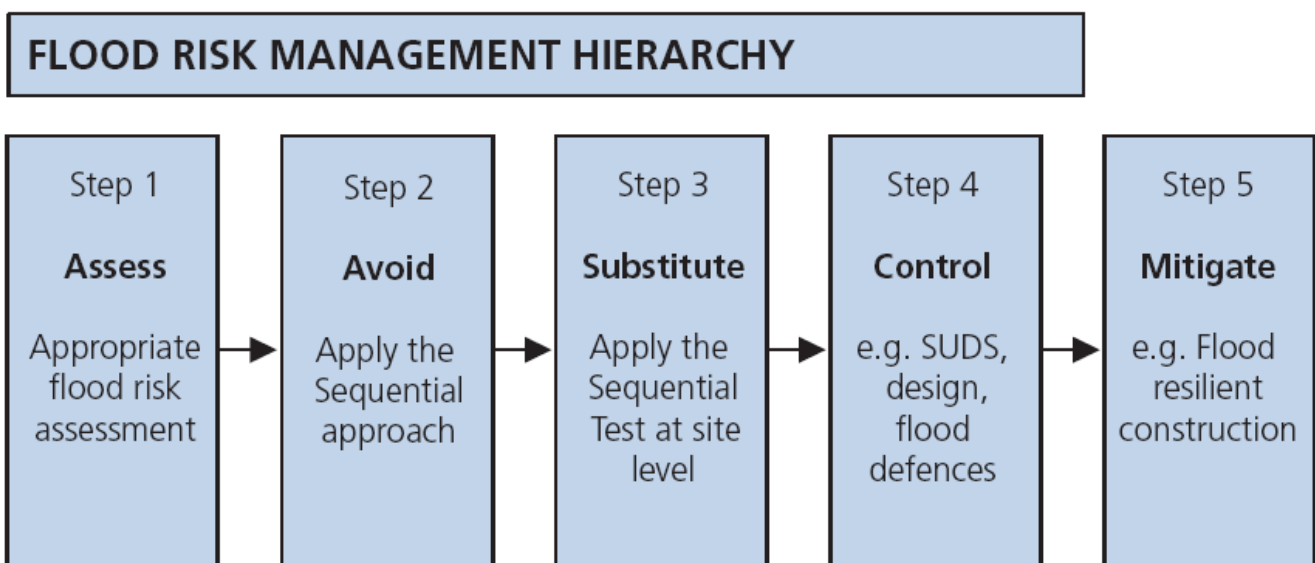 FLOOD RISK MANAGEMENT HIERARCHY
Step 1
Assess
Appropriate
flood risk
assessment
Step 2
Avoid
Apply the
Sequential
approach
Step 3
Substitute
Apply the
Sequential
Test at site
level
Step 4
Control
e.g. SUDS,
design,
flood
defences
Step 5
Mitigate
e.g. Flood
resilient
construction